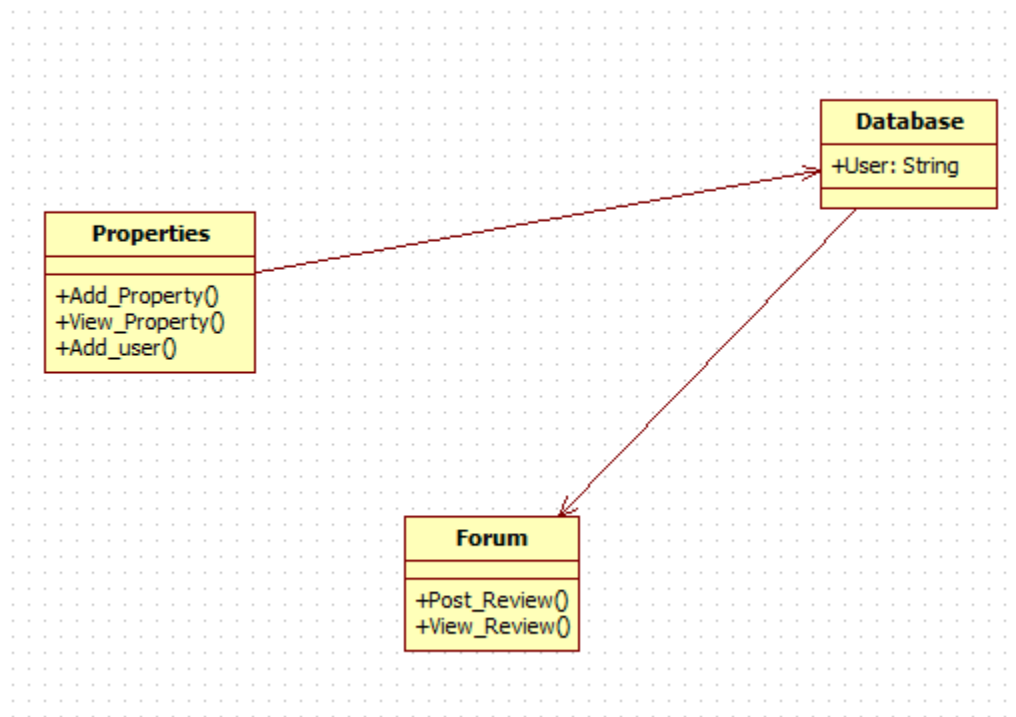 Database
+User: String
Properties
+Add_Property()
+View_Property()
+Add_user()
Forum
+Post_Review()
+View_Review()